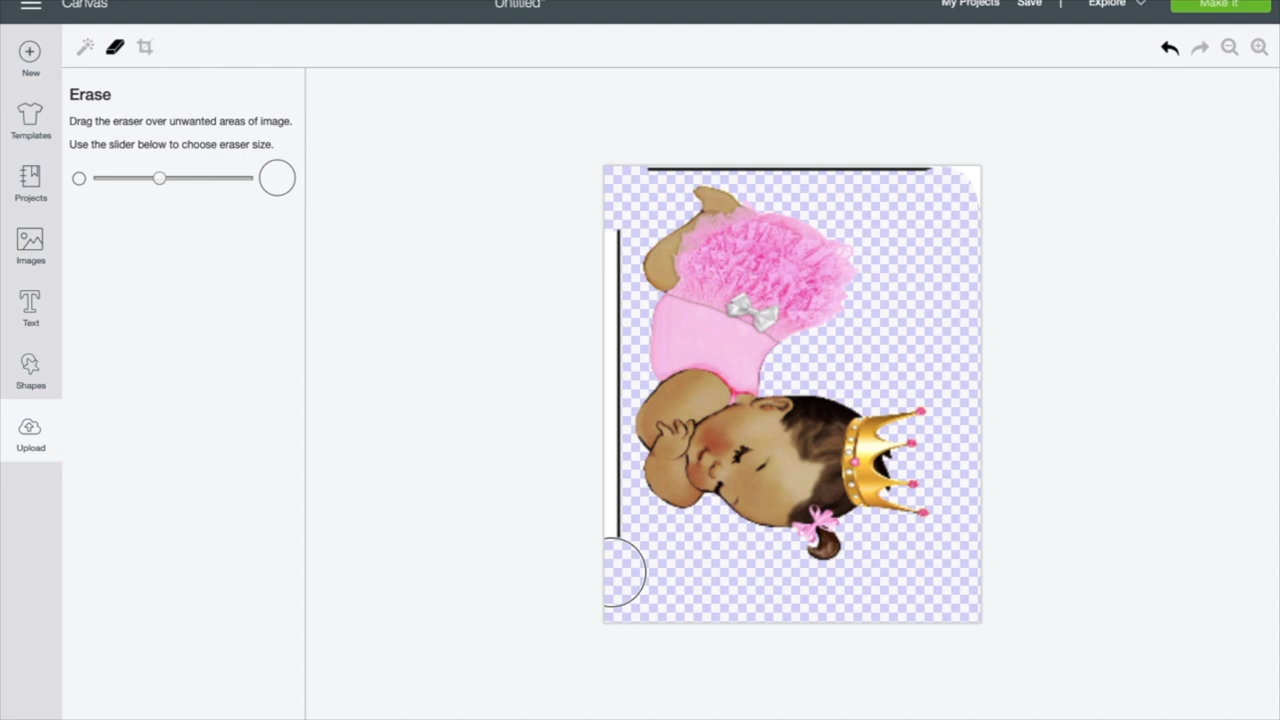 Canvas
Untitled*
My Projects
Save
|
Explore
Make It
New
Templates
Projects
Images
Text
Shapes
Upload
Erase
Drag the eraser over unwanted areas of image.
Use the slider below to choose eraser size.